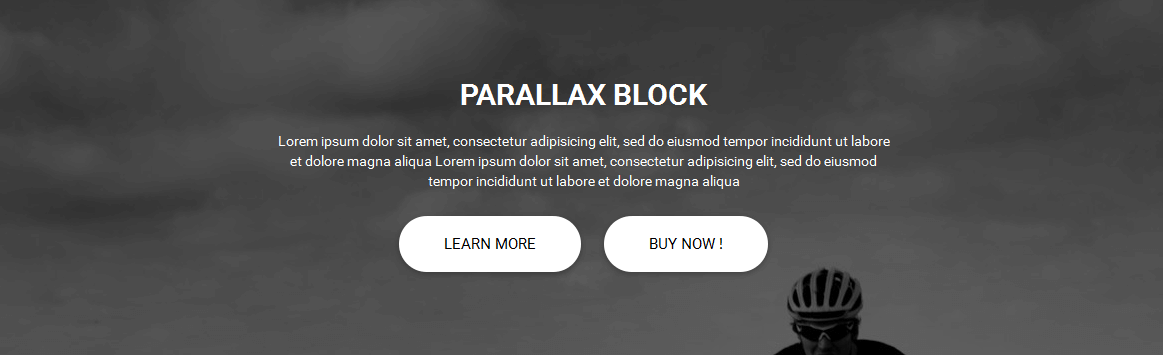 PARALLAX BLOCK
Lorem ipsum dolor sit amet, consectetur adipisicing elit, sed do eiusmod tempor incididunt ut labore
et dolore magna aliqua Lorem ipsum dolor sit amet, consectetur adipisicing elit, sed do eiusmod
tempor incididunt ut labore et dolore magna aliqua
LEARN MORE
BUY NOW !